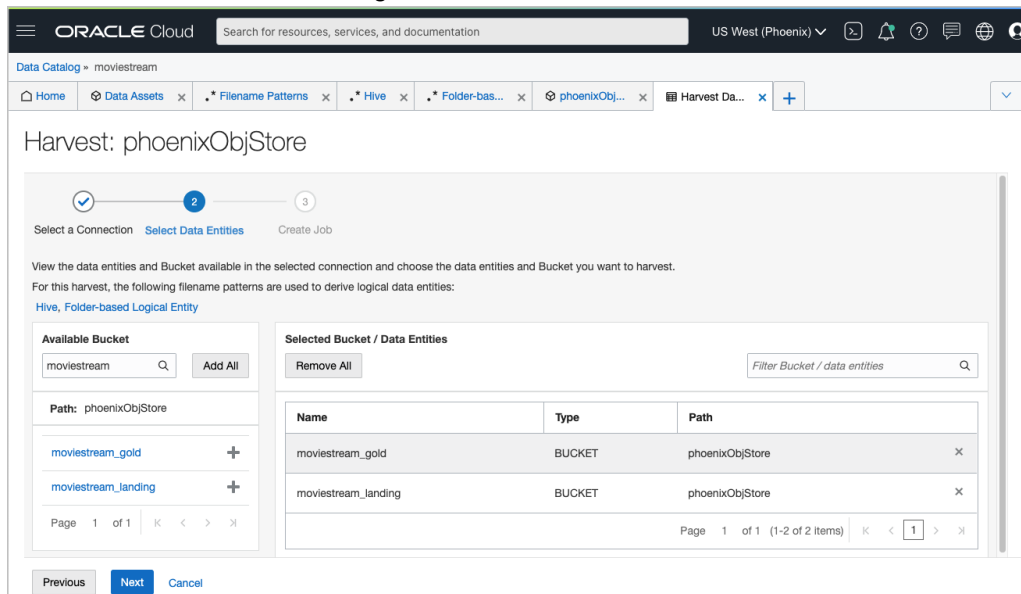 ORACLE Cloud
Search for resources, services, and documentation
US West (Phoenix)
Data Catalog » moviestream
Home
Data Assets
.* Filename Patterns
.* Hive
.* Folder-bas...
phoenixObj...
Harvest Da...
Harvest: phoenixObjStore
2
3
Select a Connection
Select Data Entities
Create Job
View the data entities and Bucket available in the selected connection and choose the data entities and Bucket you want to harvest.
For this harvest, the following filename patterns are used to derive logical data entities:
Hive, Folder-based Logical Entity
Available Bucket
moviestream
Add All
Path: phoenixObjStore
moviestream_gold
moviestream_landing
Page 1 of 1
Selected Bucket / Data Entities
Remove All
Filter Bucket / data entities
Name Type Path
moviestream_gold BUCKET phoenixObjStore
moviestream_landing BUCKET phoenixObjStore
Page 1 of 1 (1-2 of 2 items) 1
Previous
Next
Cancel